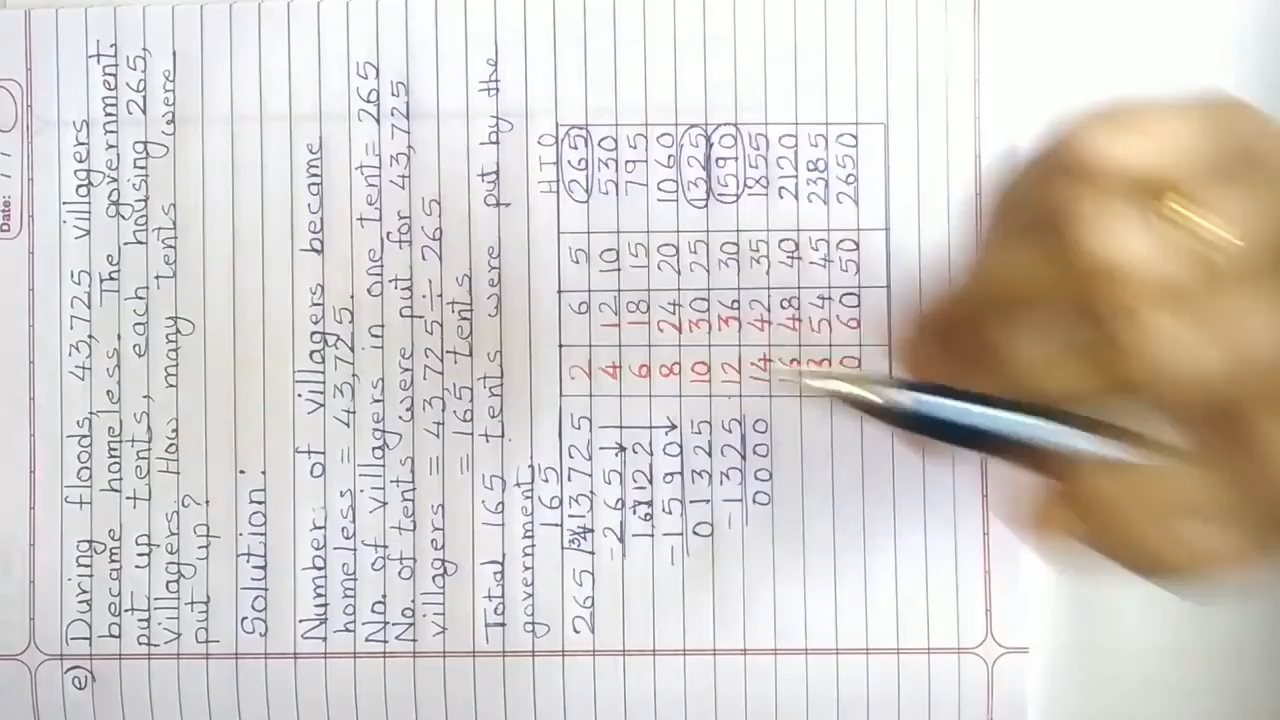 Date:
e) During floods, 43,725 villagers
became homeless. The government
put up tents, each housing 265,
villagers. How many tents were
put up?
Solution:
Number of villagers became
homeless = 43,725.
No. of villagers in one tent = 265
No. of tents were put for 43,725
villagers = 43,725 ÷ 265
= 165 tents.
Total 165 tents were put by the
government.
165
265 43,725
- 265
1722
- 1590
01325
- 1325
0000
HTO
2 6 5 265
4 12 10 530
6 18 15 795
8 24 20 1060
10 30 25 1325
12 36 30 1590
14 42 35 1855
16 48 40 2120
54 45 2385
0 60 50 2650